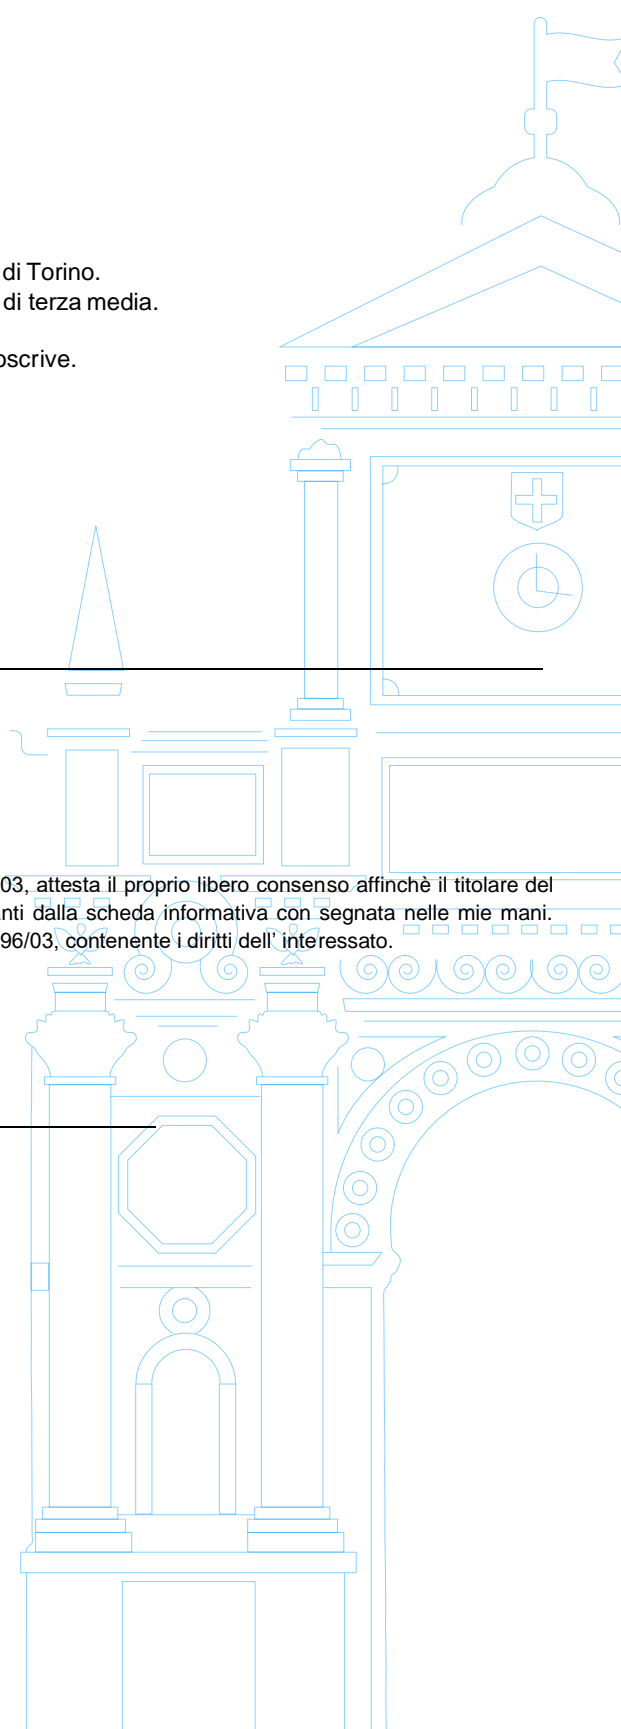 di Torino.
di terza media.
oscrive.
03, attesta il proprio libero consenso affinchè il titolare del
anti dalla scheda informativa con segnata nelle mie mani.
96/03, contenente i diritti dell' interessato.